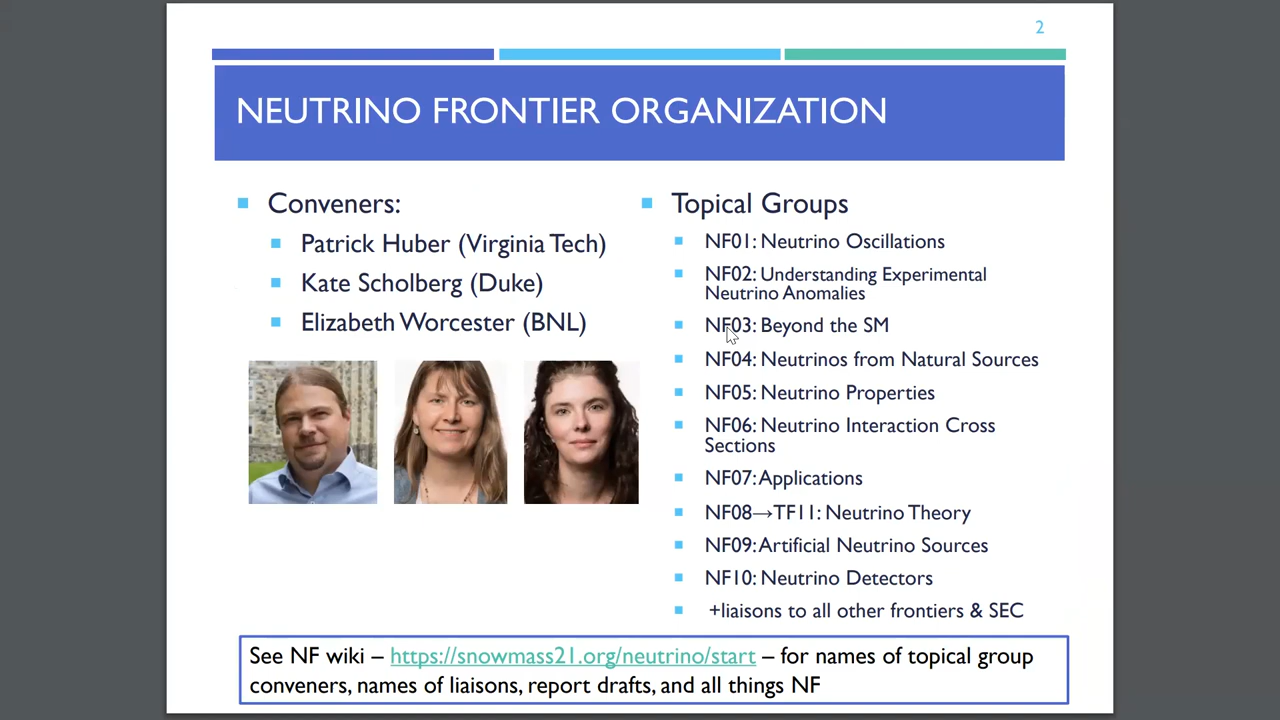 2
NEUTRINO FRONTIER ORGANIZATION
Conveners:
Patrick Huber (Virginia Tech)
Kate Scholberg (Duke)
Elizabeth Worcester (BNL)
Topical Groups
NF01: Neutrino Oscillations
NF02: Understanding Experimental
Neutrino Anomalies
NF03: Beyond the SM
NF04: Neutrinos from Natural Sources
NF05: Neutrino Properties
NF06: Neutrino Interaction Cross
Sections
NF07: Applications
NF08→TF11: Neutrino Theory
NF09: Artificial Neutrino Sources
NF10: Neutrino Detectors
+liaisons to all other frontiers & SEC
See NF wiki – https://snowmass21.org/neutrino/start – for names of topical group
conveners, names of liaisons, report drafts, and all things NF